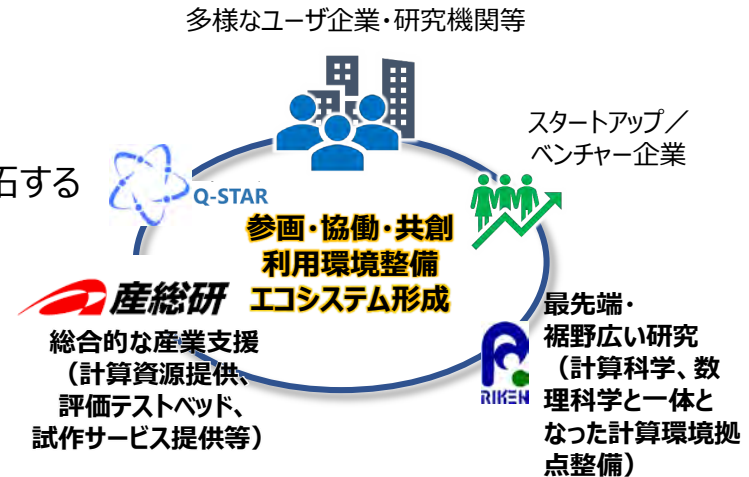 多様なユーザ企業・研究機関等
スタートアップ／
ベンチャー企業
石する
Q-STAR
参画・協働・共創
利用環境整備
エコシステム形成
産総研
総合的な産業支援
（計算資源提供、
評価テストベッド、
試作サービス提供等）
RIKEN
最先端・
裾野広い研究
（計算科学、数
理科学と一体と
なった計算環境拠
点整備）